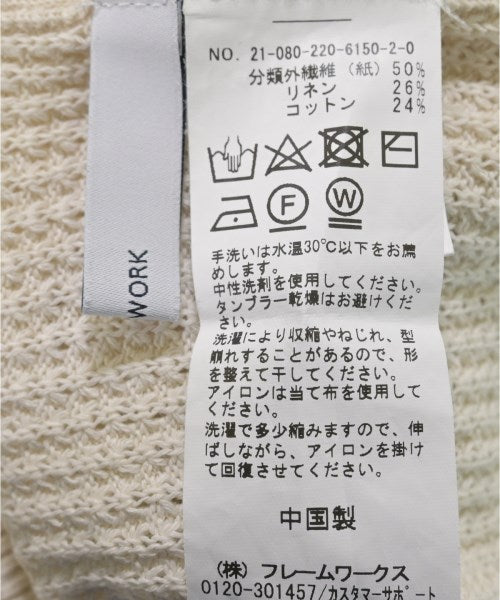 NO. 21-080-220-6150-2-0
分類外繊維（紙）50%
リネン 26%
コットン 24%
F W
手洗いは水温30℃以下をお薦
めします。
中性洗剤を使用してください。
タンブラー乾燥はお避けくだ
さい。
洗濯により収縮やねじれ、型
崩れすることがあるので、形
を整えて干してください。
アイロンは当て布を使用して
ください。
洗濯で多少縮みますので、伸
ばしながら、アイロンを掛け
て回復させてください。
中国製
（株）フレームワークス
0120-301457/カスタマーサポート
WORK